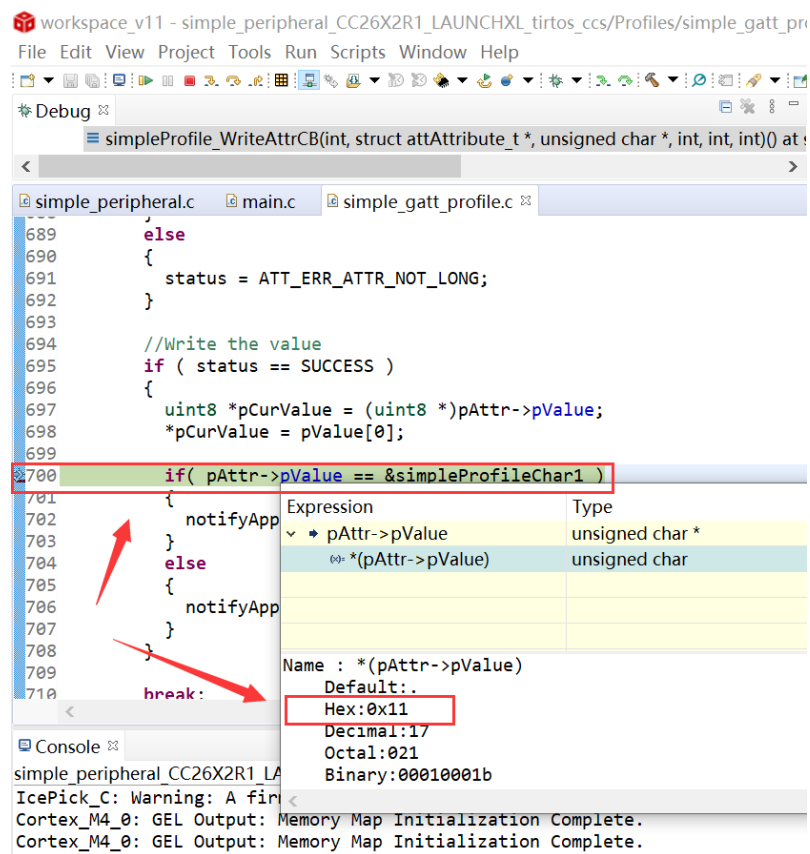 workspace_v11 - simple_peripheral_CC26X2R1_LAUNCHXL_tirtos_ccs/Profiles/simple_gatt_pro
File Edit View Project Tools Run Scripts Window Help
Debug
simpleProfile_WriteAttrCB(int, struct attAttribute_t *, unsigned char *, int, int, int)() at s
simple_peripheral.c main.c simple_gatt_profile.c
689 else
690 {
691 status = ATT_ERR_ATTR_NOT_LONG;
692 }
693
694 //Write the value
695 if ( status == SUCCESS )
696 {
697 uint8 *pCurValue = (uint8 *)pAttr->pValue;
698 *pCurValue = pValue[0];
699
700 if( pAttr->pValue == &simpleProfileChar1 )
701 {
702 notifyApp
703 }
704 else
705 {
706 notifyApp
707 }
708 }
709
710 break;
Expression Type
pAttr->pValue unsigned char *
(x)= *(pAttr->pValue) unsigned char
Name : *(pAttr->pValue)
Default:.
Hex:0x11
Decimal:17
Octal:021
Binary:00010001b
Console
simple_peripheral_CC26X2R1_LA
IcePick_C: Warning: A fir
Cortex_M4_0: GEL Output: Memory Map Initialization Complete.
Cortex_M4_0: GEL Output: Memory Map Initialization Complete.